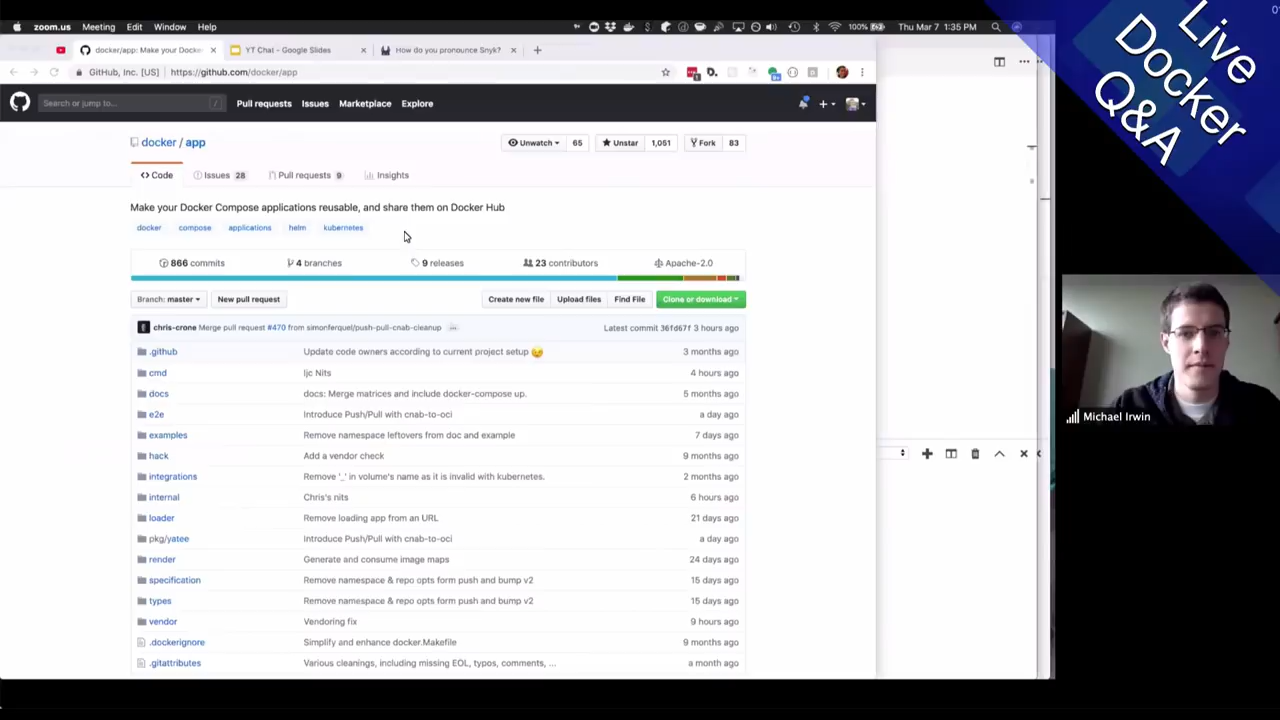 zoom.us Meeting Edit Window Help 100% Thu Mar 7 1:35 PM
docker/app: Make your Docke YT Chat - Google Slides How do you pronounce Snyk?
GitHub, Inc. [US] https://github.com/docker/app
Search or jump to... / Pull requests Issues Marketplace Explore
docker / app Unwatch 65 Unstar 1,051 Fork 83
Code Issues 28 Pull requests 9 Insights
Make your Docker Compose applications reusable, and share them on Docker Hub
docker compose applications helm kubernetes
866 commits 4 branches 9 releases 23 contributors Apache-2.0
Branch: master New pull request Create new file Upload files Find File Clone or download
chris-crone Merge pull request #470 from simonferquel/push-pull-cnab-cleanup ... Latest commit 36fd67f 3 hours ago
.github Update code owners according to current project setup 3 months ago
cmd ljc Nits 4 hours ago
docs docs: Merge matrices and include docker-compose up. 5 months ago
e2e Introduce Push/Pull with cnab-to-oci a day ago
examples Remove namespace leftovers from doc and example 7 days ago
hack Add a vendor check 9 months ago
integrations Remove '_' in volume's name as it is invalid with kubernetes. 2 months ago
internal Chris's nits 6 hours ago
loader Remove loading app from an URL 21 days ago
pkg/yatee Introduce Push/Pull with cnab-to-oci a day ago
render Generate and consume image maps 24 days ago
specification Remove namespace & repo opts form push and bump v2 15 days ago
types Remove namespace & repo opts form push and bump v2 15 days ago
vendor Vendoring fix 9 hours ago
.dockerignore Simplify and enhance docker.Makefile 9 months ago
.gitattributes Various cleanings, including missing EOL, typos, comments, ... a month ago
Live
Docker
Q&A
Michael Irwin